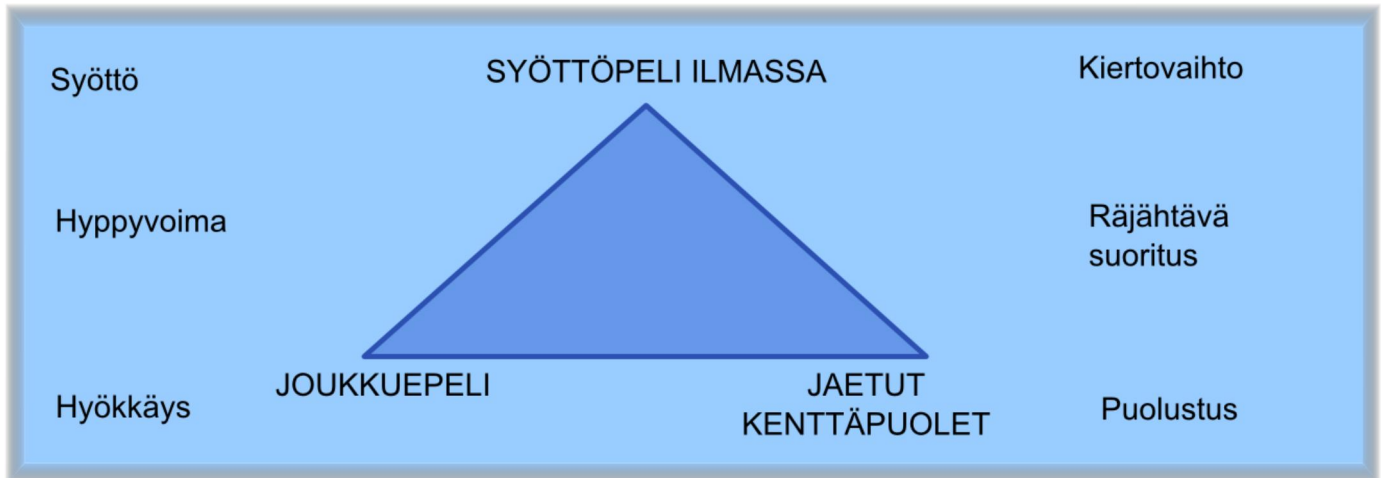 Syöttö
SYÖTTÖPELI ILMASSA
Kiertovaihto
Hyppyvoima
Räjähtävä
suoritus
Hyökkäys
JOUKKUEPELI
JAETUT
KENTTÄPUOLET
Puolustus